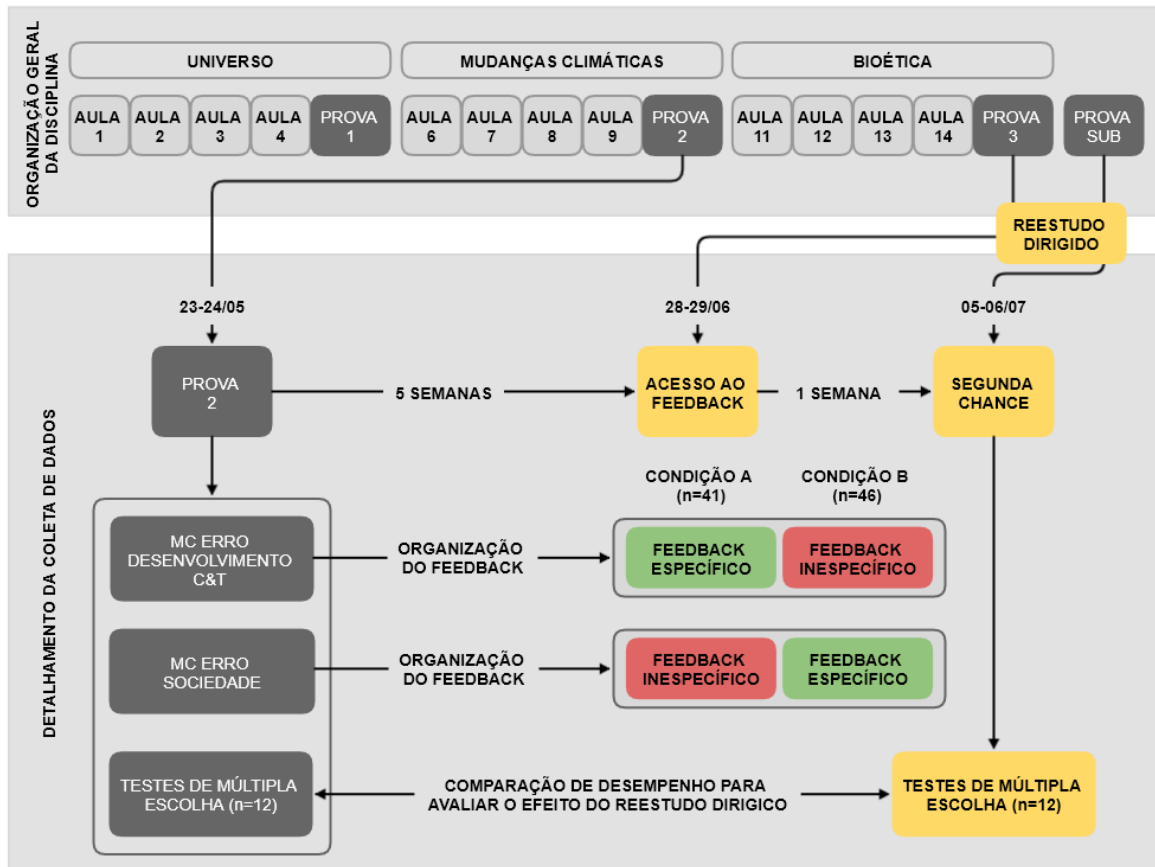 ORGANIZAÇÃO GERAL
DA DISCIPLINA
UNIVERSO
MUDANÇAS CLIMÁTICAS
BIOÉTICA
AULA
1
AULA
2
AULA
3
AULA
4
PROVA
1
AULA
6
AULA
7
AULA
8
AULA
9
PROVA
2
AULA
11
AULA
12
AULA
13
AULA
14
PROVA
3
PROVA
SUB
REESTUDO
DIRIGIDO
DETALHAMENTO DA COLETA DE DADOS
23-24/05
28-29/06
05-06/07
PROVA
2
5 SEMANAS
ACESSO AO
FEEDBACK
1 SEMANA
SEGUNDA
CHANCE
CONDIÇÃO A
(n=41)
CONDIÇÃO B
(n=46)
MC ERRO
DESENVOLVIMENTO
C&T
ORGANIZAÇÃO
DO FEEDBACK
FEEDBACK
ESPECÍFICO
FEEDBACK
INESPECÍFICO
MC ERRO
SOCIEDADE
ORGANIZAÇÃO
DO FEEDBACK
FEEDBACK
INESPECÍFICO
FEEDBACK
ESPECÍFICO
TESTES DE MÚLTIPLA
ESCOLHA (n=12)
COMPARAÇÃO DE DESEMPENHO PARA
AVALIAR O EFEITO DO REESTUDO DIRIGICO
TESTES DE MÚLTIPLA
ESCOLHA (n=12)